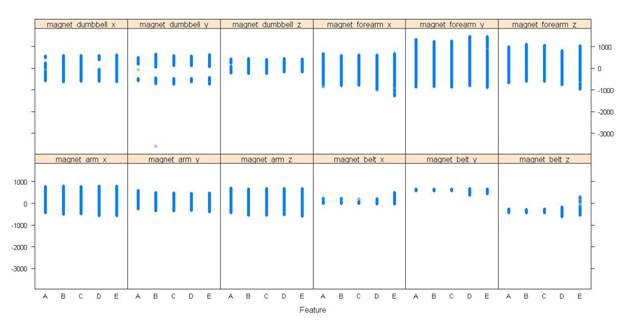 magnet_dumbbell_x magnet_dumbbell_y magnet_dumbbell_z magnet_forearm_x magnet_forearm_y magnet_forearm_z
1000
0
-1000
-2000
-3000
magnet_arm_x magnet_arm_y magnet_arm_z magnet_belt_x magnet_belt_y magnet_belt_z
1000
0
-1000
-2000
-3000
A B C D E A B C D E A B C D E A B C D E A B C D E A B C D E
Feature